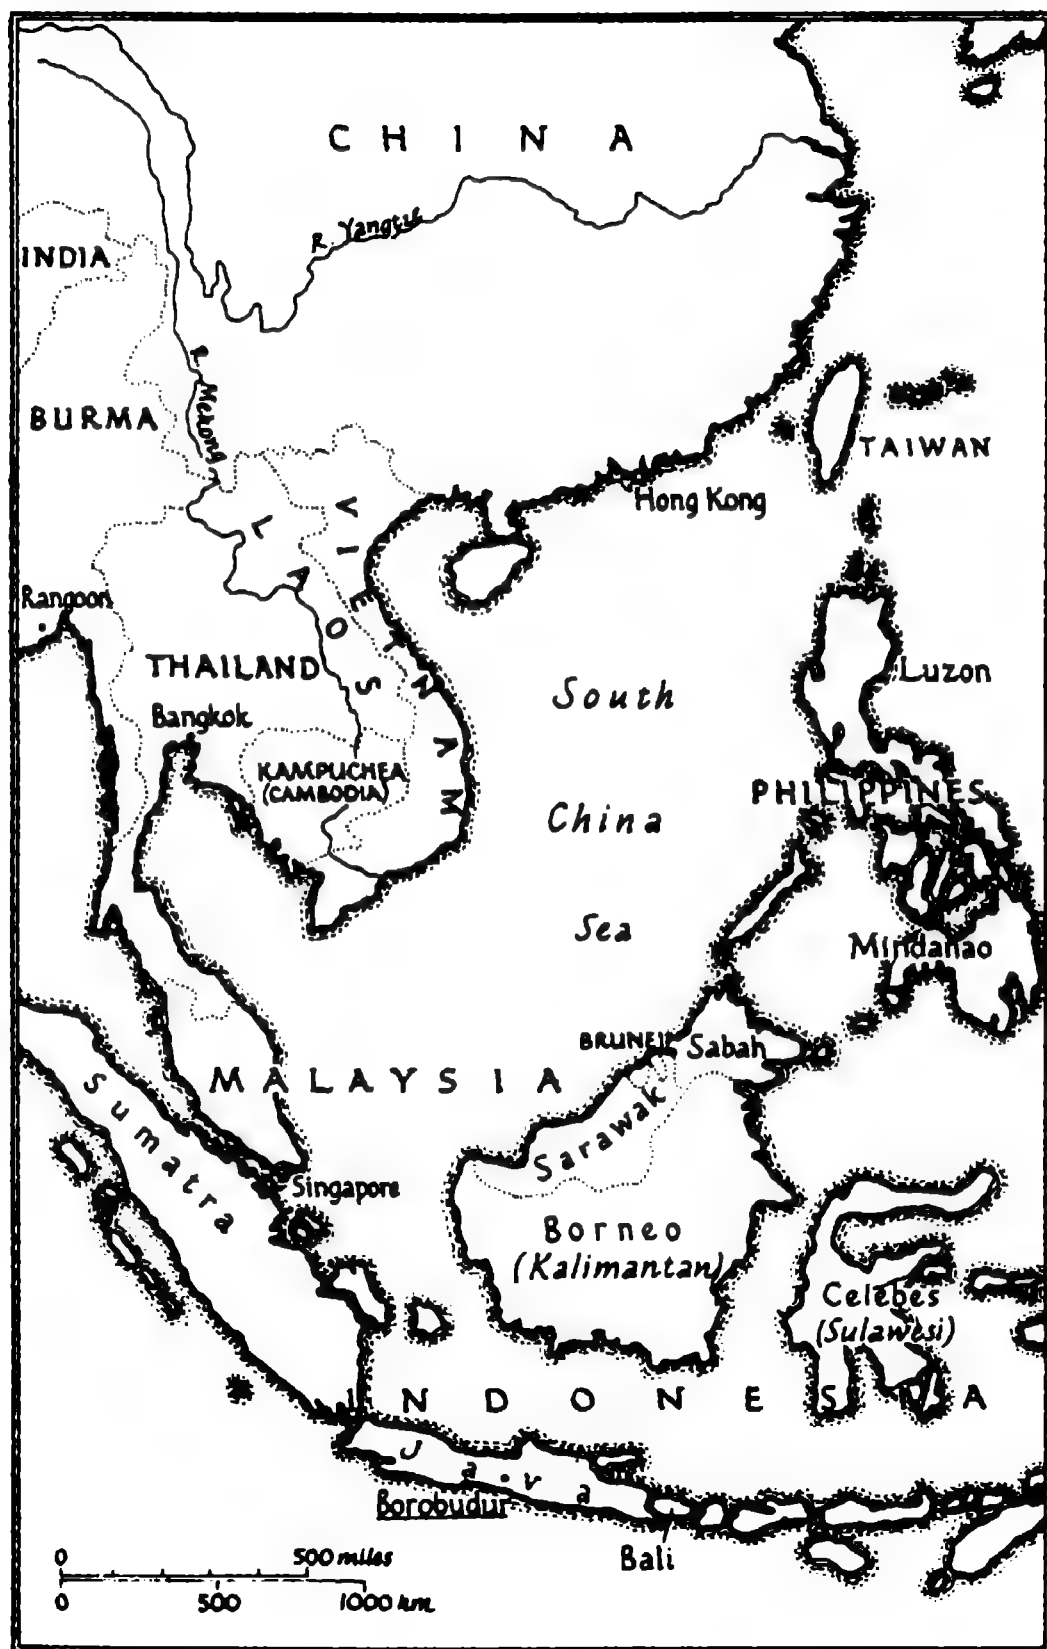 CHINA
R. Yangtze
INDIA
R. Mekong
BURMA
TAIWAN
Hong Kong
VIETNAM
LAOS
Rangoon
THAILAND
Luzon
South
Bangkok
KAMPUCHEA
(CAMBODIA)
PHILIPPINES
China
Sea
Mindanao
BRUNEI
Sabah
MALAYSIA
Sumatra
Sarawak
Singapore
Borneo
(Kalimantan)
Celebes
(Sulawesi)
INDONESIA
Java
Borobudur
Bali
0 500 miles
0 500 1000 km